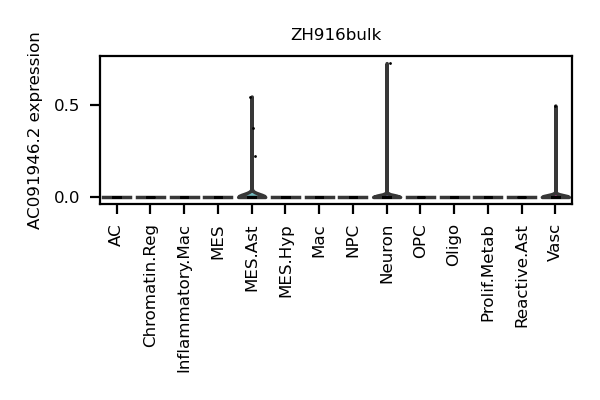 ZH916bulk
AC091946.2 expression
0.5
0.0
AC
Chromatin.Reg
Inflammatory.Mac
MES
MES.Ast
MES.Hyp
Mac
NPC
Neuron
OPC
Oligo
Prolif.Metab
Reactive.Ast
Vasc